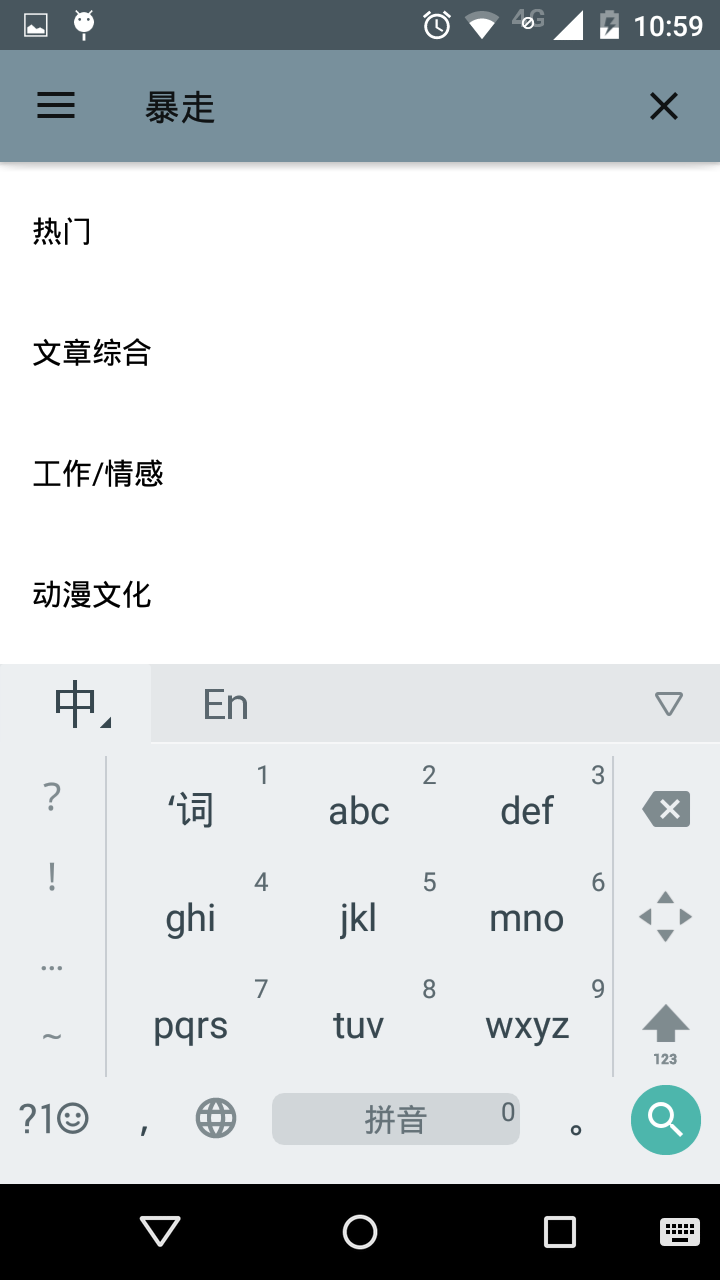 4G 10:59
暴走
热门
文章综合
工作/情感
动漫文化
中 En
? ‘词 1 abc 2 def 3
! ghi 4 jkl 5 mno 6
... pqrs 7 tuv 8 wxyz 9
~ 123
?1 , 拼音 0 。